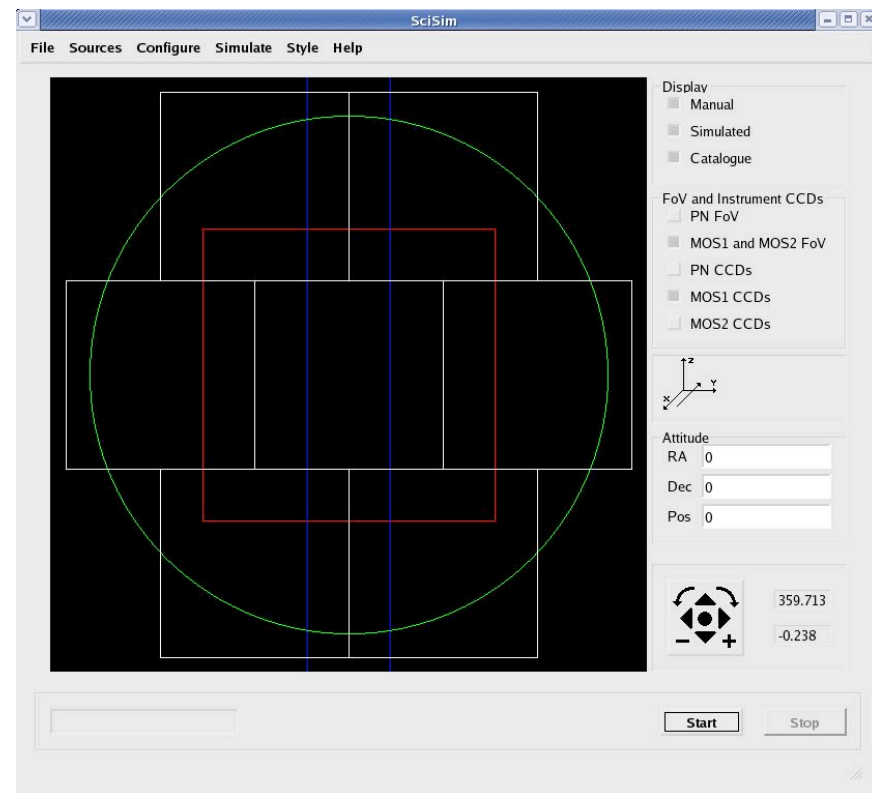 SciSim
File Sources Configure Simulate Style Help
Display
Manual
Simulated
Catalogue
FoV and Instrument CCDs
PN FoV
MOS1 and MOS2 FoV
PN CCDs
MOS1 CCDs
MOS2 CCDs
Z
Y
X
Attitude
RA 0
Dec 0
Pos 0
359.713
-0.238
Start Stop